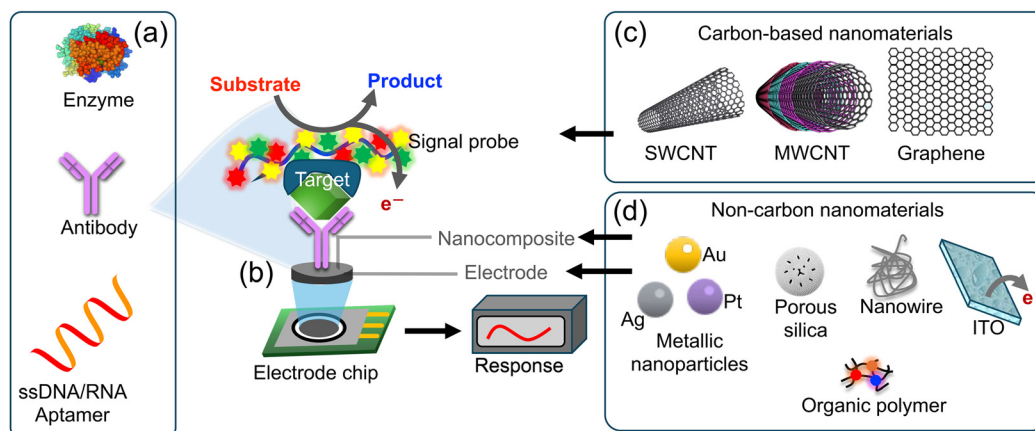 (a)
Enzyme
Antibody
ssDNA/RNA
Aptamer
Substrate
Product
Signal probe
Target
e⁻
Nanocomposite
(b)
Electrode
Electrode chip
Response
(c)
Carbon-based nanomaterials
SWCNT
MWCNT
Graphene
(d)
Non-carbon nanomaterials
Au
Ag
Pt
Metallic
nanoparticles
Porous
silica
Nanowire
ITO
e
Organic polymer